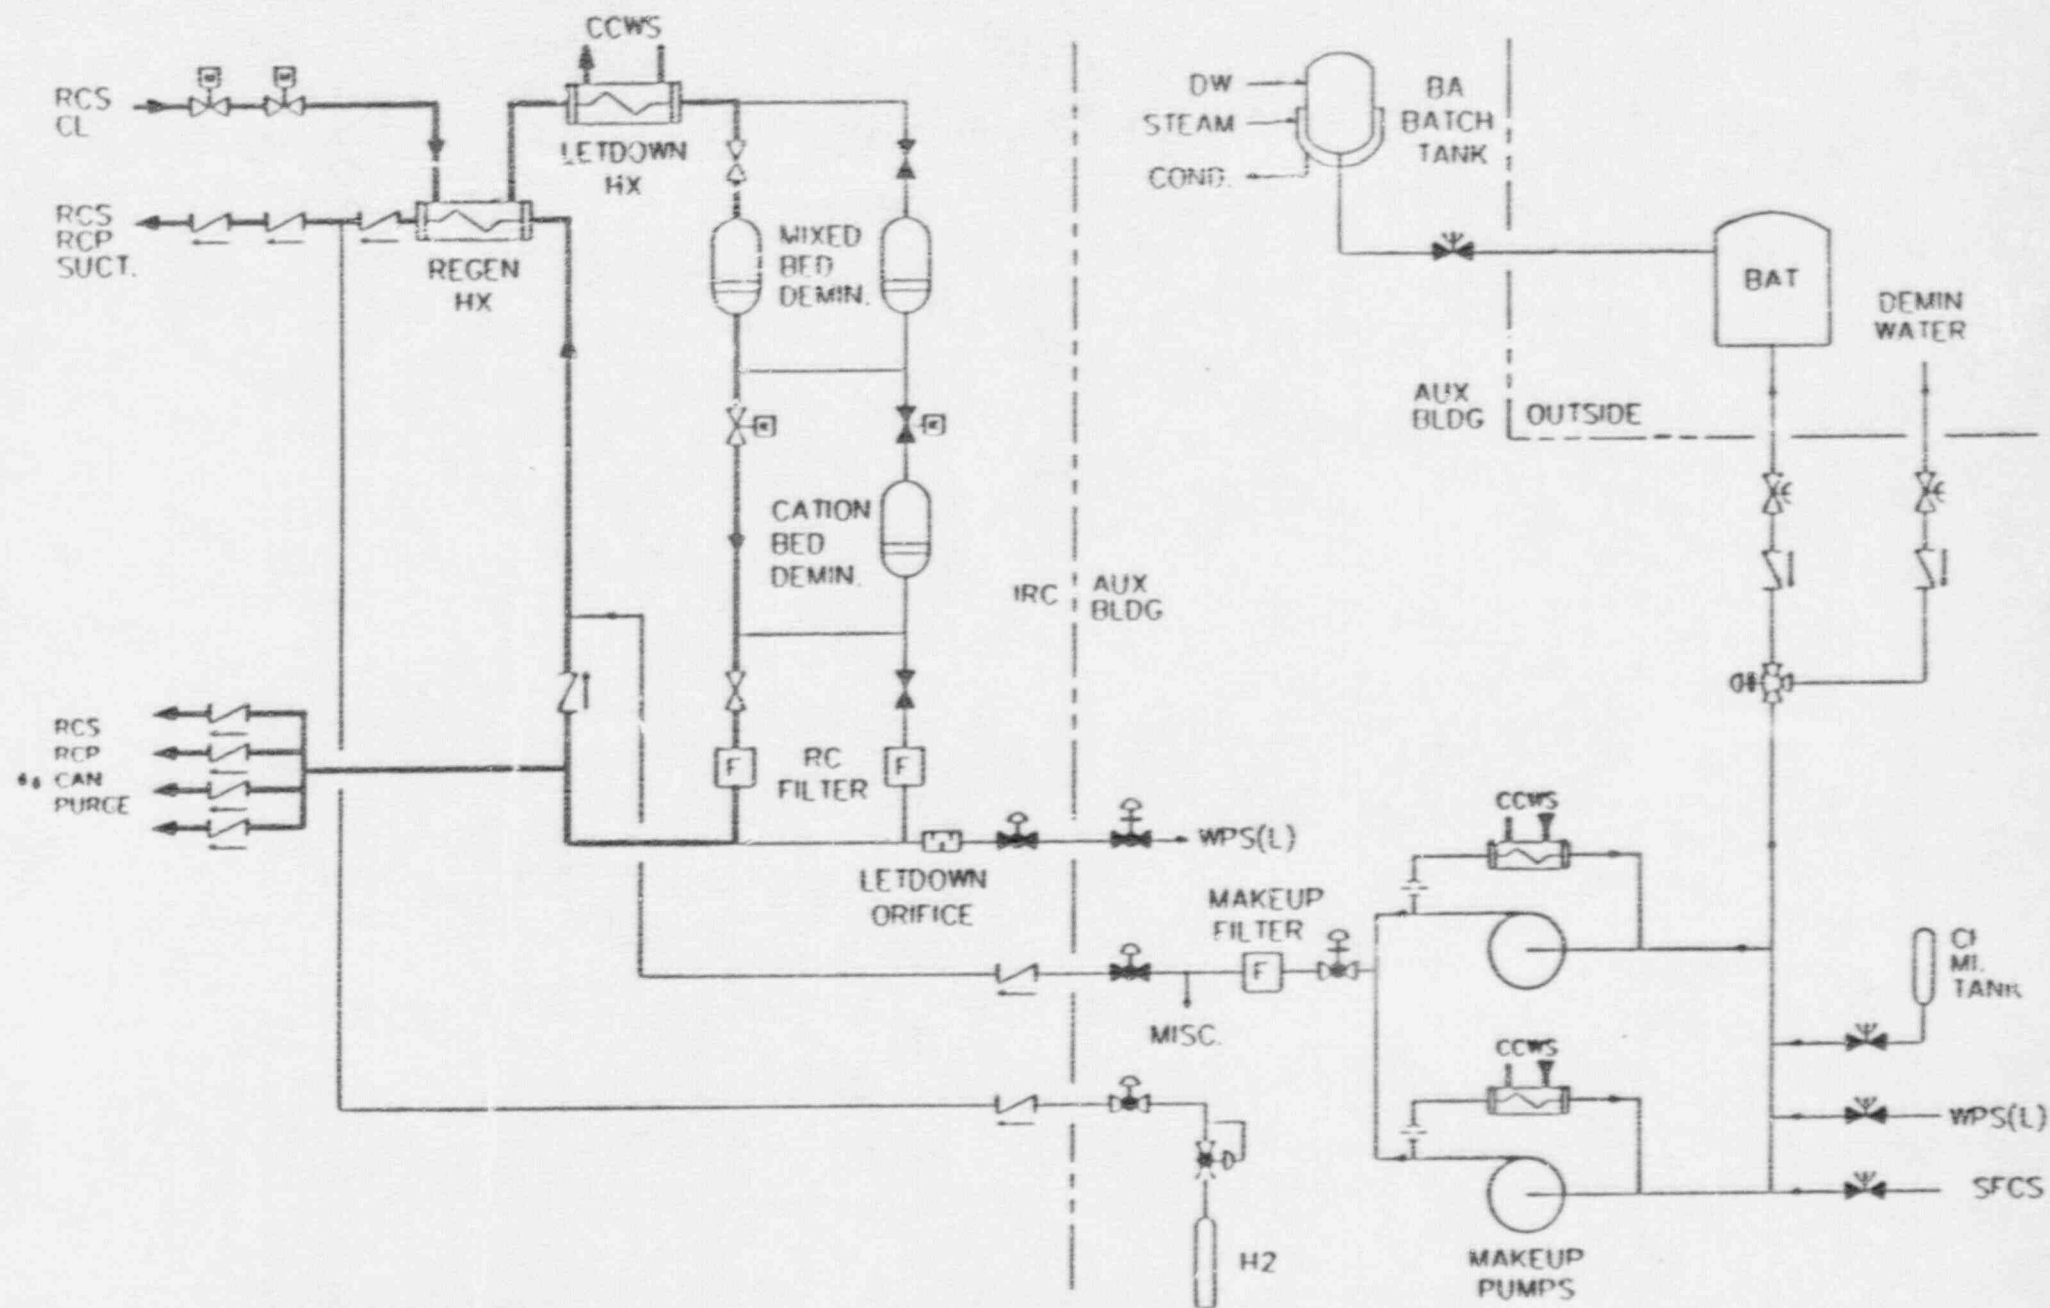 CCWS
RCS
CL
LETDOWN
HX
RCS
RCP
SUCT.
REGEN
HX
MIXED
BED
DEMIN.
CATION
BED
DEMIN.
RCS
RCP
CAN
PURGE
F
RC
FILTER
F
LETDOWN
ORIFICE
IRC
AUX
BLDG
DW
STEAM
COND.
BA
BATCH
TANK
BAT
DEMIN
WATER
AUX
BLDG
OUTSIDE
WPS(L)
MAKEUP
FILTER
F
MISC.
H2
CCWS
CCWS
MAKEUP
PUMPS
TANK
WPS(L)
SFCS